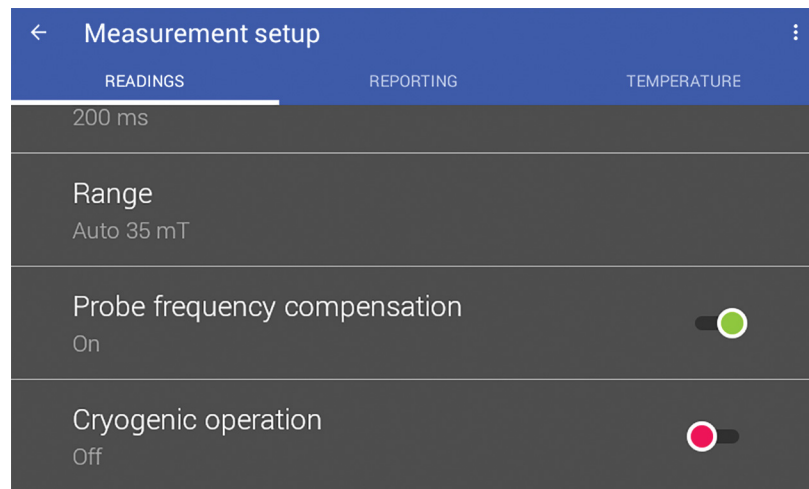 Measurement setup
READINGS REPORTING TEMPERATURE
200 ms
Range
Auto 35 mT
Probe frequency compensation
On
Cryogenic operation
Off